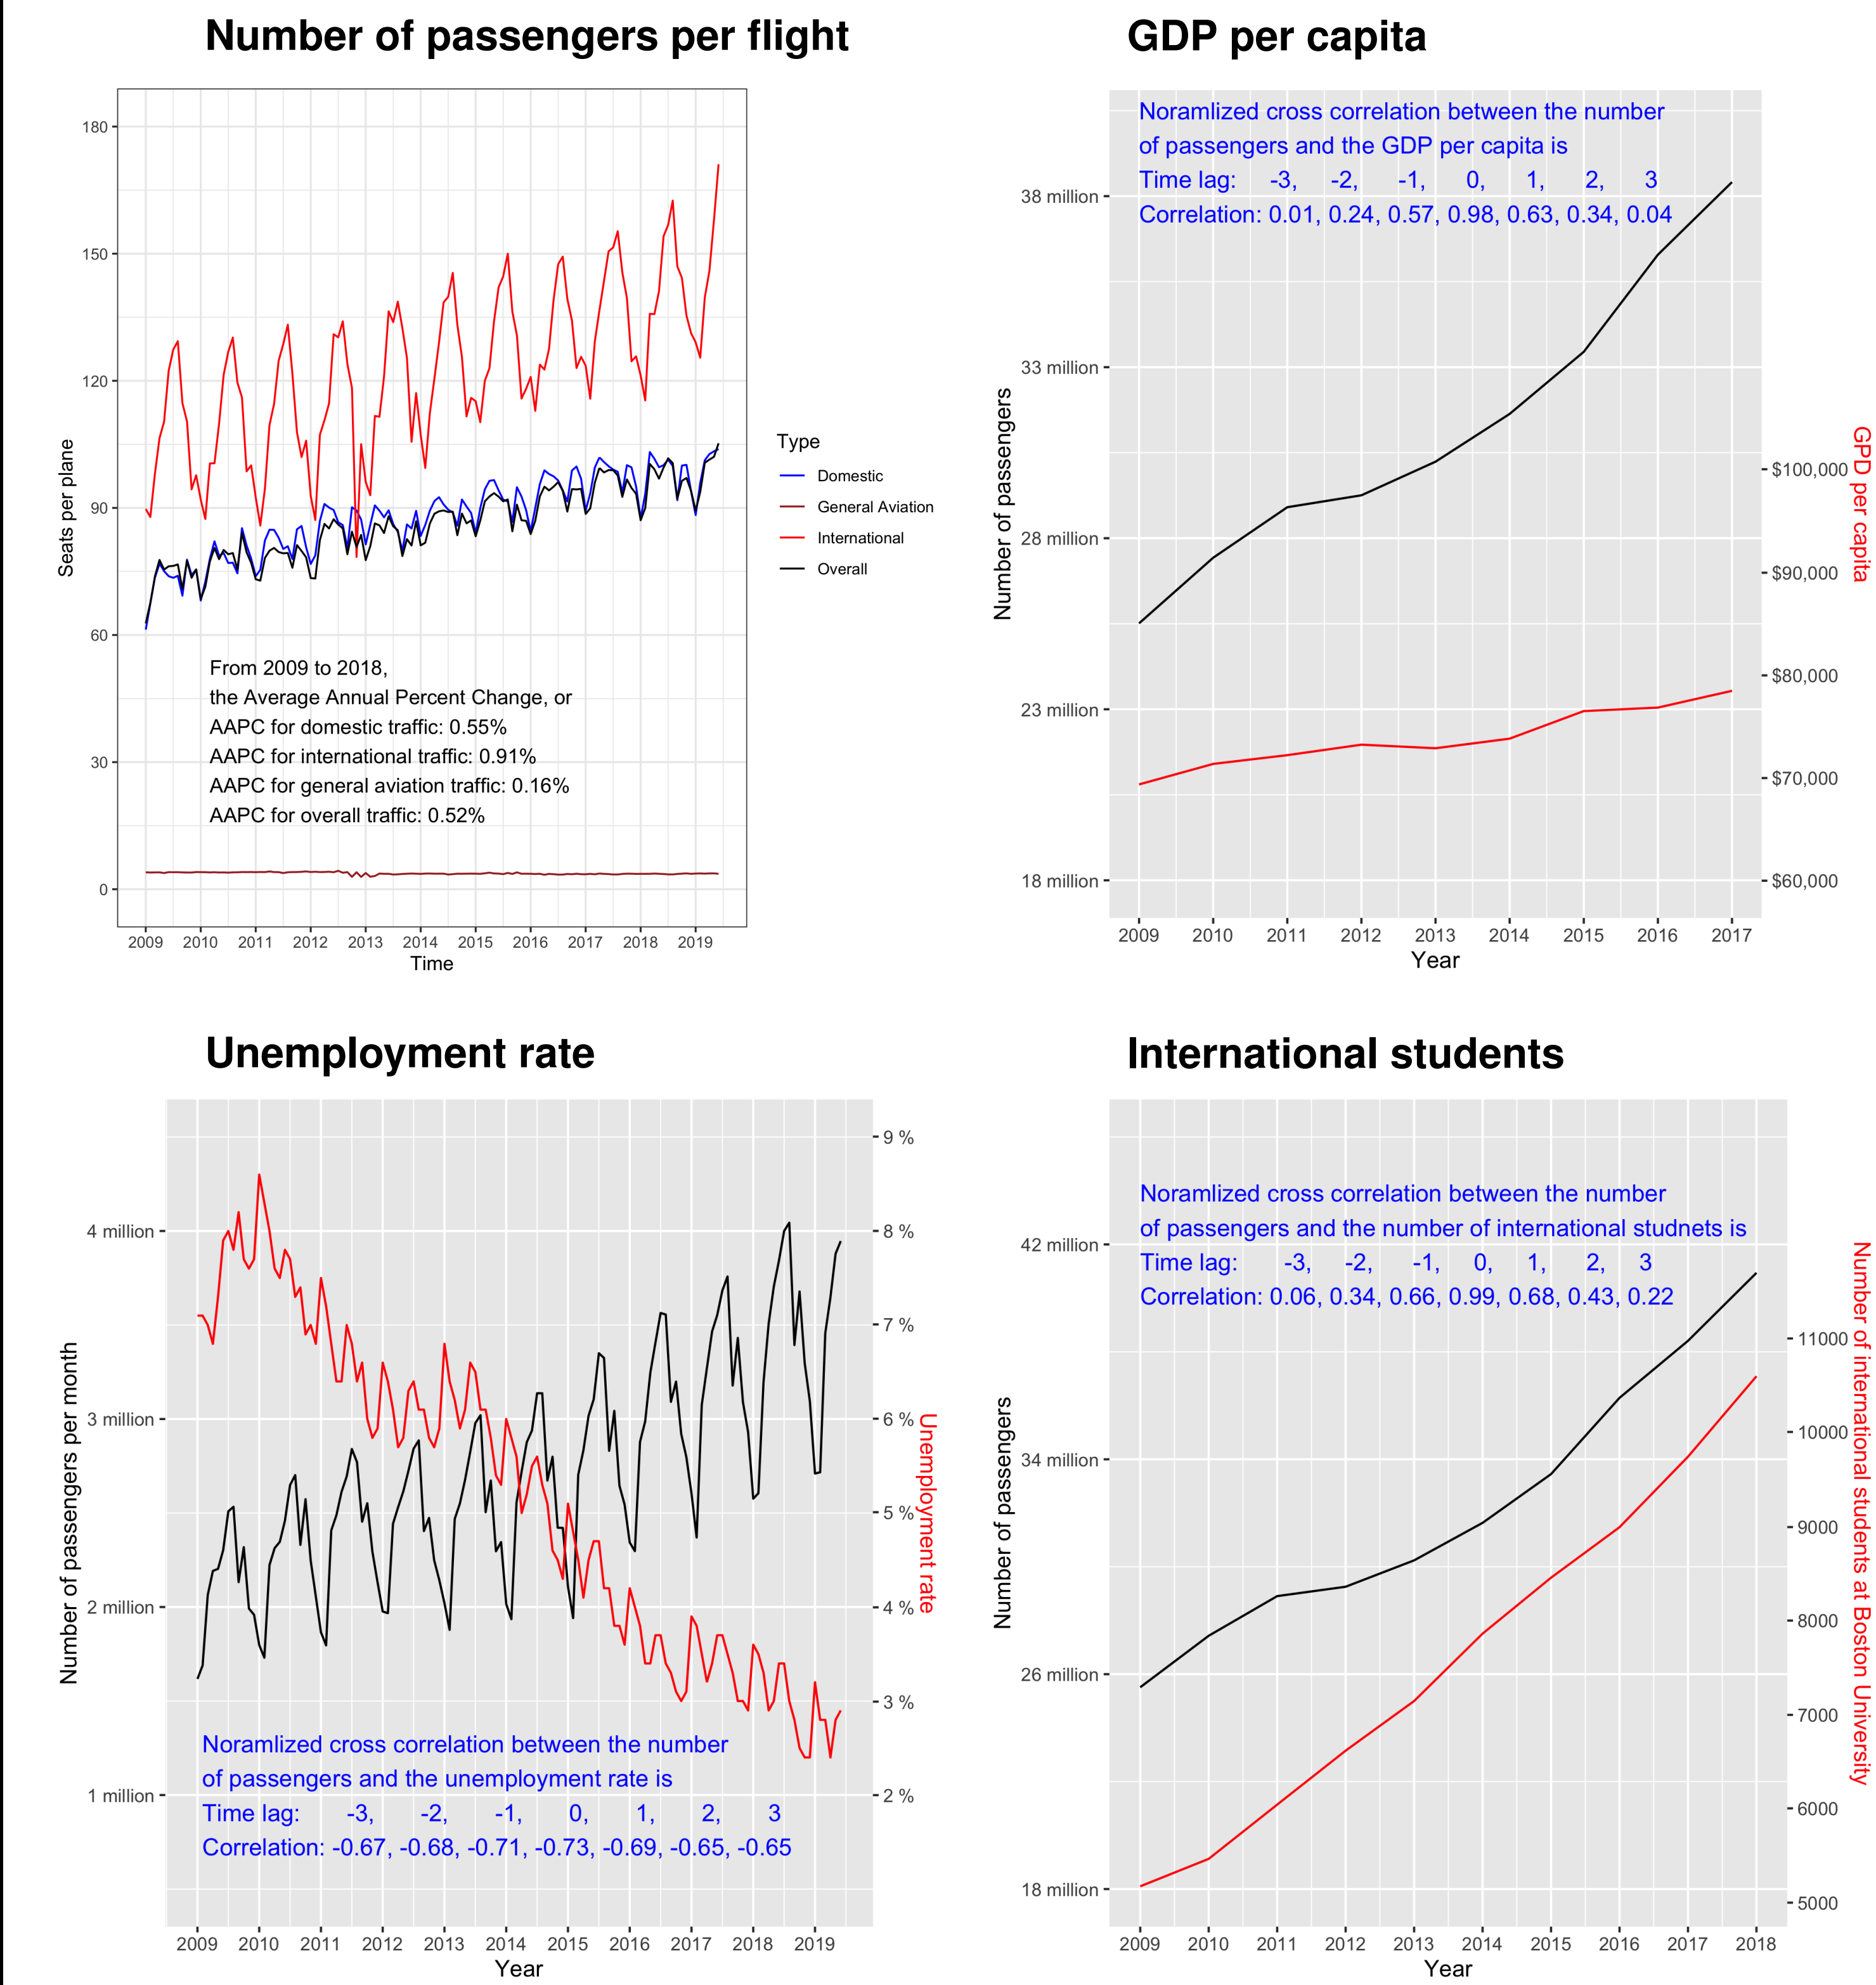 Number of passengers per flight
180
150
120
90
60
30
0
Seats per plane
From 2009 to 2018,
the Average Annual Percent Change, or
AAPC for domestic traffic: 0.55%
AAPC for international traffic: 0.91%
AAPC for general aviation traffic: 0.16%
AAPC for overall traffic: 0.52%
2009 2010 2011 2012 2013 2014 2015 2016 2017 2018 2019
Time
Type
Domestic
General Aviation
International
Overall
GDP per capita
Noramlized cross correlation between the number
of passengers and the GDP per capita is
Time lag: -3, -2, -1, 0, 1, 2, 3
Correlation: 0.01, 0.24, 0.57, 0.98, 0.63, 0.34, 0.04
38 million
33 million
28 million
23 million
18 million
Number of passengers
$100,000
$90,000
$80,000
$70,000
$60,000
GPD per capita
2009 2010 2011 2012 2013 2014 2015 2016 2017
Year
Unemployment rate
4 million
3 million
2 million
1 million
Number of passengers per month
9 %
8 %
7 %
6 %
5 %
4 %
3 %
2 %
Unemployment rate
Noramlized cross correlation between the number
of passengers and the unemployment rate is
Time lag: -3, -2, -1, 0, 1, 2, 3
Correlation: -0.67, -0.68, -0.71, -0.73, -0.69, -0.65, -0.65
2009 2010 2011 2012 2013 2014 2015 2016 2017 2018 2019
Year
International students
Noramlized cross correlation between the number
of passengers and the number of international studnets is
Time lag: -3, -2, -1, 0, 1, 2, 3
Correlation: 0.06, 0.34, 0.66, 0.99, 0.68, 0.43, 0.22
42 million
34 million
26 million
18 million
Number of passengers
11000
10000
9000
8000
7000
6000
5000
Number of international students at Boston University
2009 2010 2011 2012 2013 2014 2015 2016 2017 2018
Year